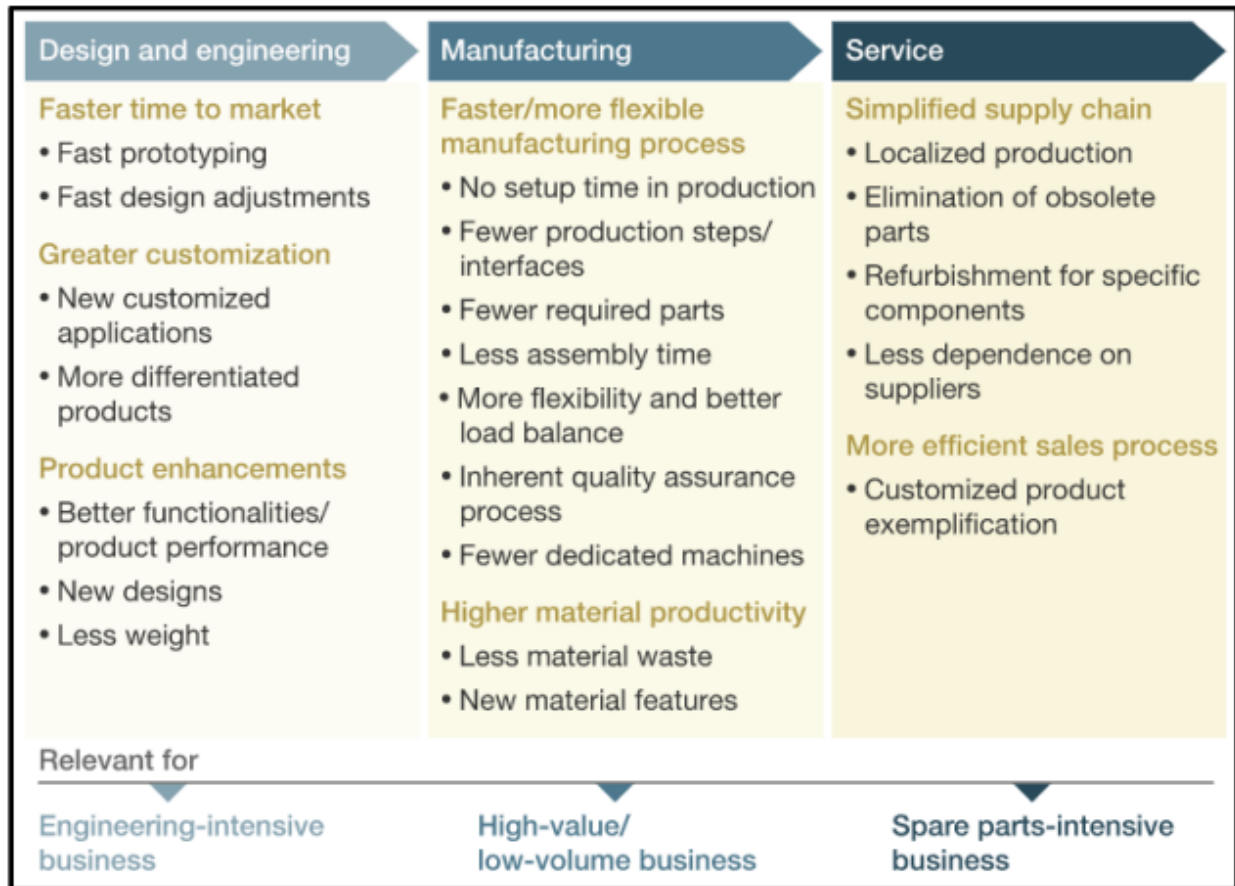 Design and engineering
Faster time to market
• Fast prototyping
• Fast design adjustments
Greater customization
• New customized
applications
• More differentiated
products
Product enhancements
• Better functionalities/
product performance
• New designs
• Less weight
Manufacturing
Faster/more flexible
manufacturing process
• No setup time in production
• Fewer production steps/
interfaces
• Fewer required parts
• Less assembly time
• More flexibility and better
load balance
• Inherent quality assurance
process
• Fewer dedicated machines
Higher material productivity
• Less material waste
• New material features
Service
Simplified supply chain
• Localized production
• Elimination of obsolete
parts
• Refurbishment for specific
components
• Less dependence on
suppliers
More efficient sales process
• Customized product
exemplification
Relevant for
Engineering-intensive
business
High-value/
low-volume business
Spare parts-intensive
business